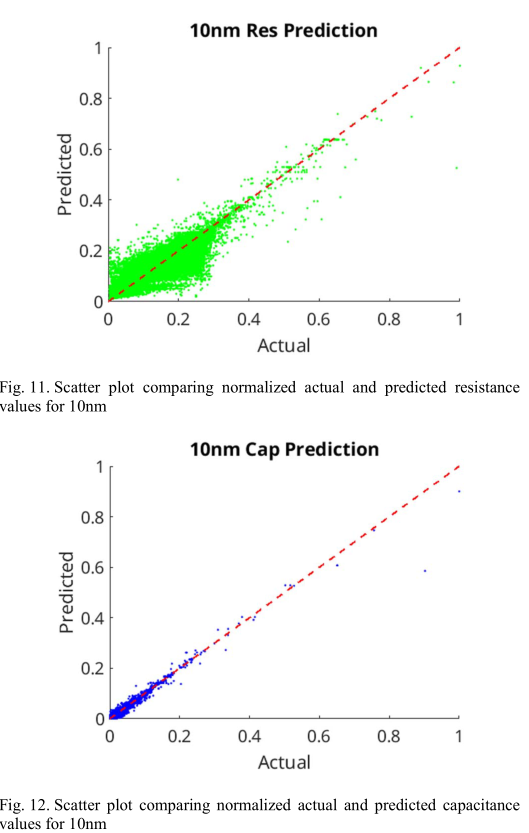 10nm Res Prediction
1
0.8
0.6
0.4
0.2
0
Predicted
0 0.2 0.4 0.6 0.8 1
Actual
Fig. 11. Scatter plot comparing normalized actual and predicted resistance
values for 10nm
10nm Cap Prediction
1
0.8
0.6
0.4
0.2
0
Predicted
0 0.2 0.4 0.6 0.8 1
Actual
Fig. 12. Scatter plot comparing normalized actual and predicted capacitance
values for 10nm